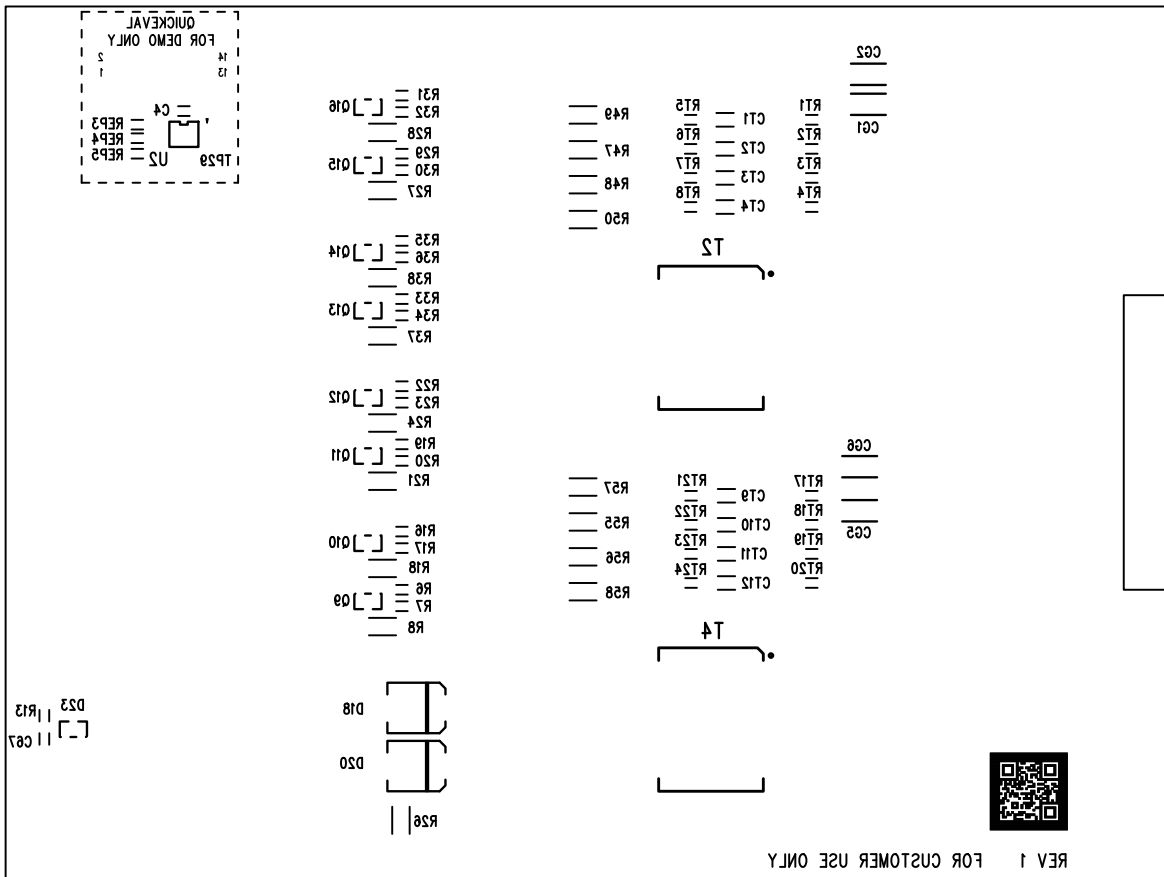 QUICKEVAL
FOR DEMO ONLY
2
14
1
13
C4
REP3
REP4
REP5
U2
TP29
Q16
R31
R32
R28
Q15
R29
R30
R27
Q14
R35
R36
R38
Q13
R33
R34
R37
Q12
R22
R23
R24
Q11
R19
R20
R21
Q10
R16
R17
R18
Q9
R6
R7
R8
R49
R47
R48
R50
RT5
RT6
RT7
RT8
CT1
CT2
CT3
CT4
RT1
RT2
RT3
RT4
CG2
CG1
T2
R57
R55
R56
R58
RT21
RT22
RT23
RT24
CT9
CT10
CT11
CT12
RT17
RT18
RT19
RT20
CG6
CG5
T4
R13
D23
C67
D18
D20
R26
REV 1 FOR CUSTOMER USE ONLY